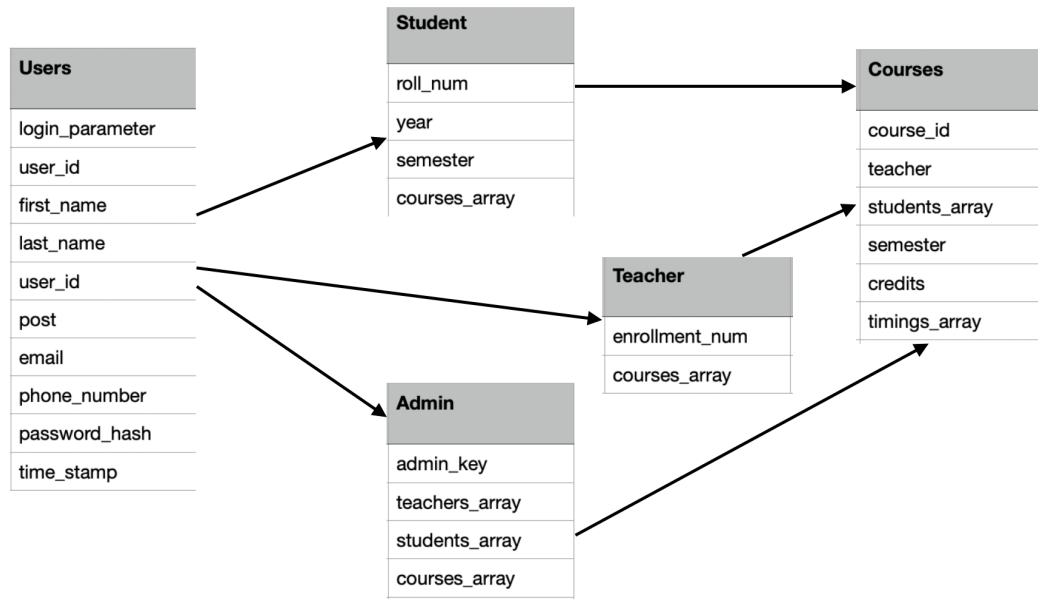 Users
login_parameter
user_id
first_name
last_name
user_id
post
email
phone_number
password_hash
time_stamp
Student
roll_num
year
semester
courses_array
Teacher
enrollment_num
courses_array
Admin
admin_key
teachers_array
students_array
courses_array
Courses
course_id
teacher
students_array
semester
credits
timings_array